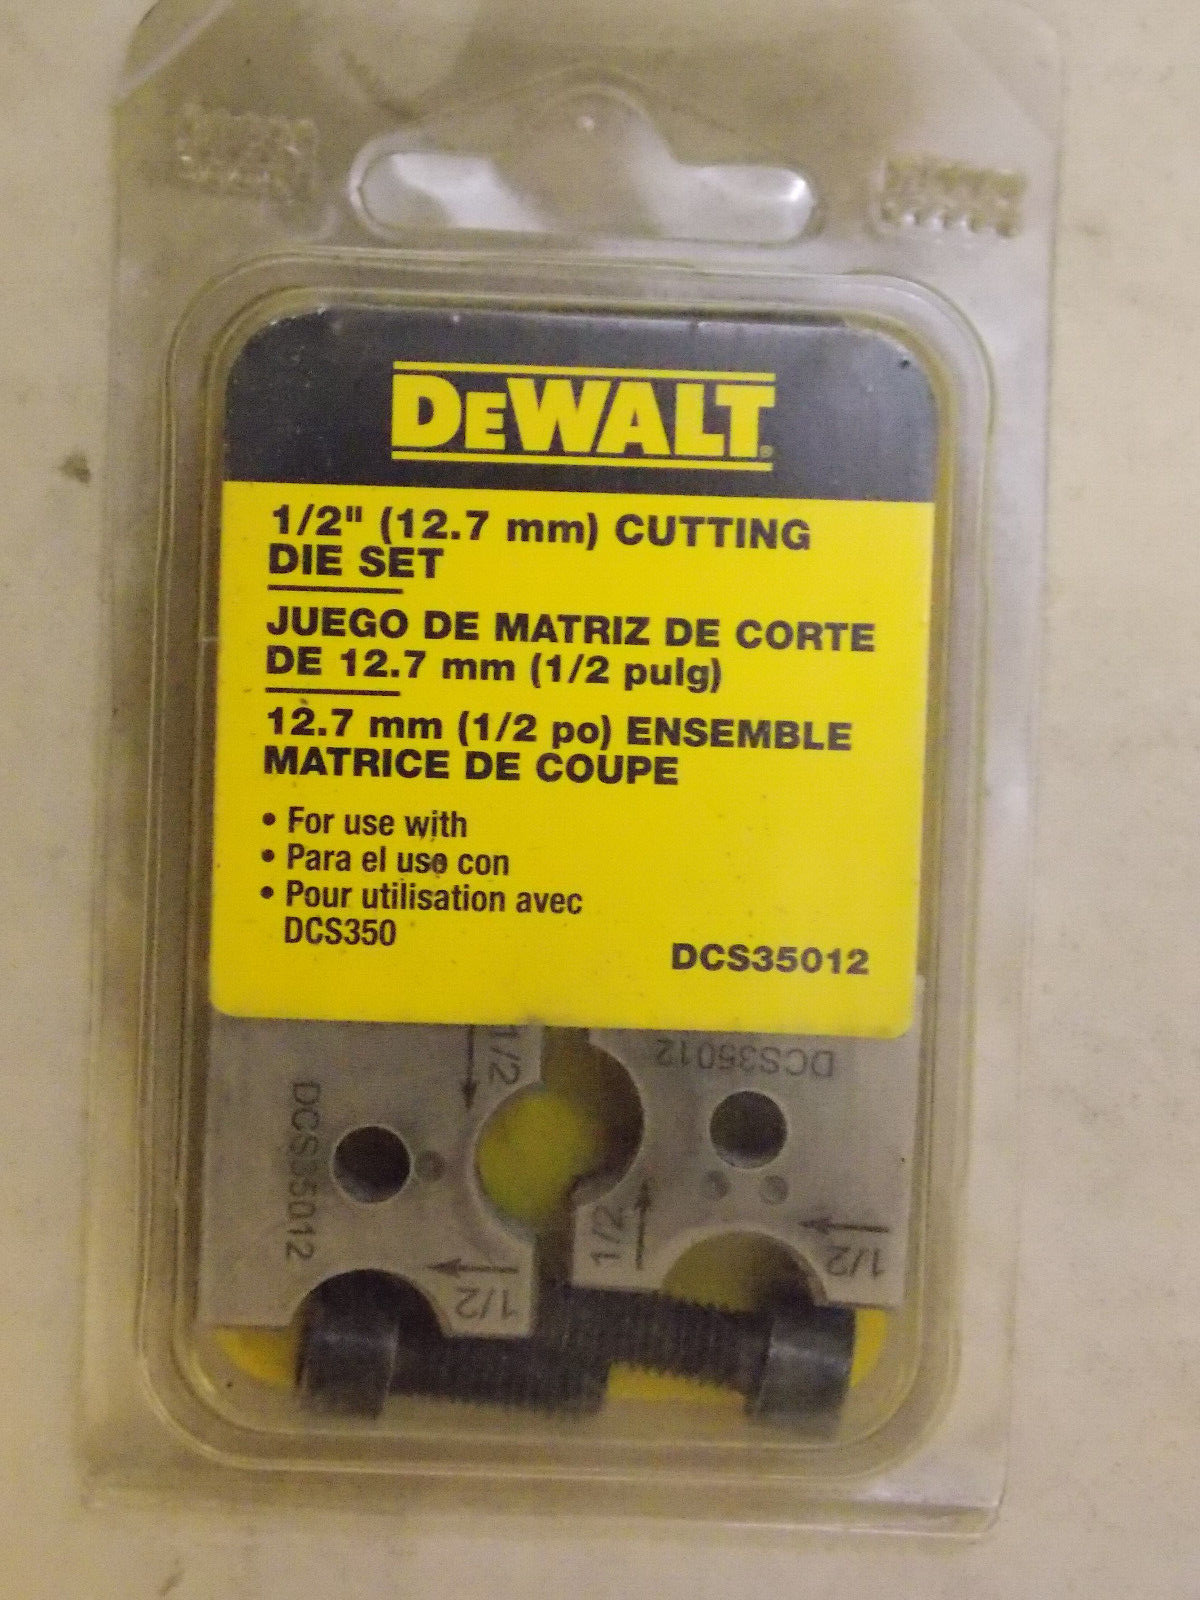 DEWALT
1/2" (12.7 mm) CUTTING
DIE SET
JUEGO DE MATRIZ DE CORTE
DE 12.7 mm (1/2 pulg)
12.7 mm (1/2 po) ENSEMBLE
MATRICE DE COUPE
• For use with
• Para el uso con
• Pour utilisation avec
DCS350
DCS35012
1/2
DCS35012
DCS35012
1/2
1/2
1/2